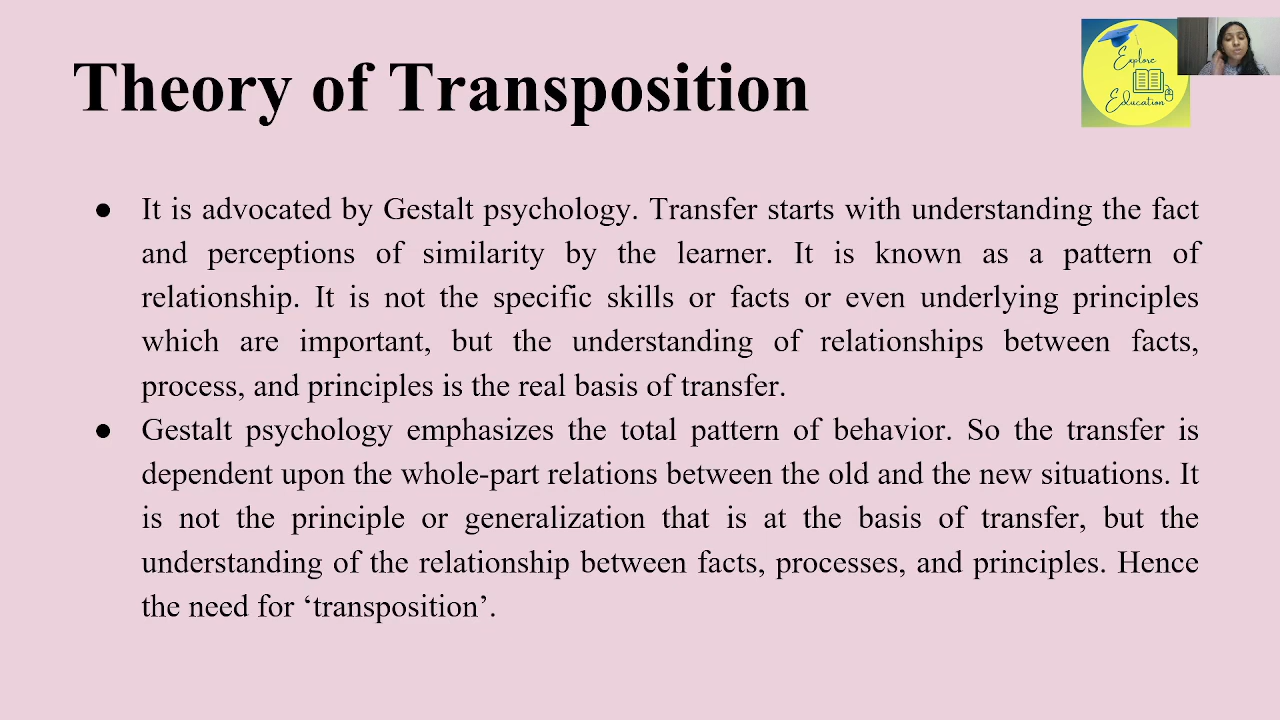 Theory of Transposition
Explore
Education
● It is advocated by Gestalt psychology. Transfer starts with understanding the fact
and perceptions of similarity by the learner. It is known as a pattern of
relationship. It is not the specific skills or facts or even underlying principles
which are important, but the understanding of relationships between facts,
process, and principles is the real basis of transfer.
● Gestalt psychology emphasizes the total pattern of behavior. So the transfer is
dependent upon the whole-part relations between the old and the new situations. It
is not the principle or generalization that is at the basis of transfer, but the
understanding of the relationship between facts, processes, and principles. Hence
the need for ‘transposition’.